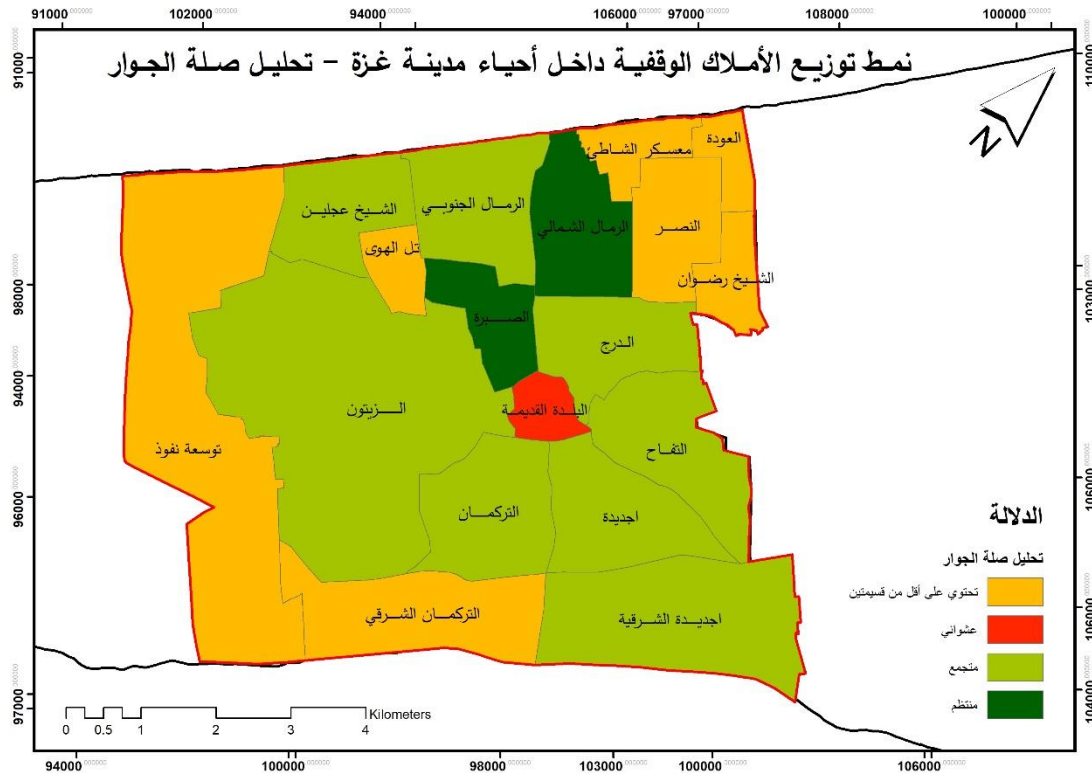 91000 102000 94000 106000 97000 108000 100000
نمط توزيع الأملاك الوقفية داخل أحياء مدينة غزة - تحليل صلة الجوار
91000
98000
94000
96000
97000
110000
103000
106000
106000
104000
N
العودة
معسكر الشاطئ
الشيخ عجلين
الرمال الجنوبي
الرمال الشمالي
النصر
تل الهوى
الشيخ رضوان
الصبرة
الدرج
الزيتون
البلدة القديمة
توسعة نفوذ
التفاح
التركمان
اجديدة
التركمان الشرقي
اجديدة الشرقية
الدلالة
تحليل صلة الجوار
تحتوي على أقل من قسيمتين
عشوائي
متجمع
منتظم
Kilometers
0 0.5 1 2 3 4
94000 100000 98000 103000 100000 106000